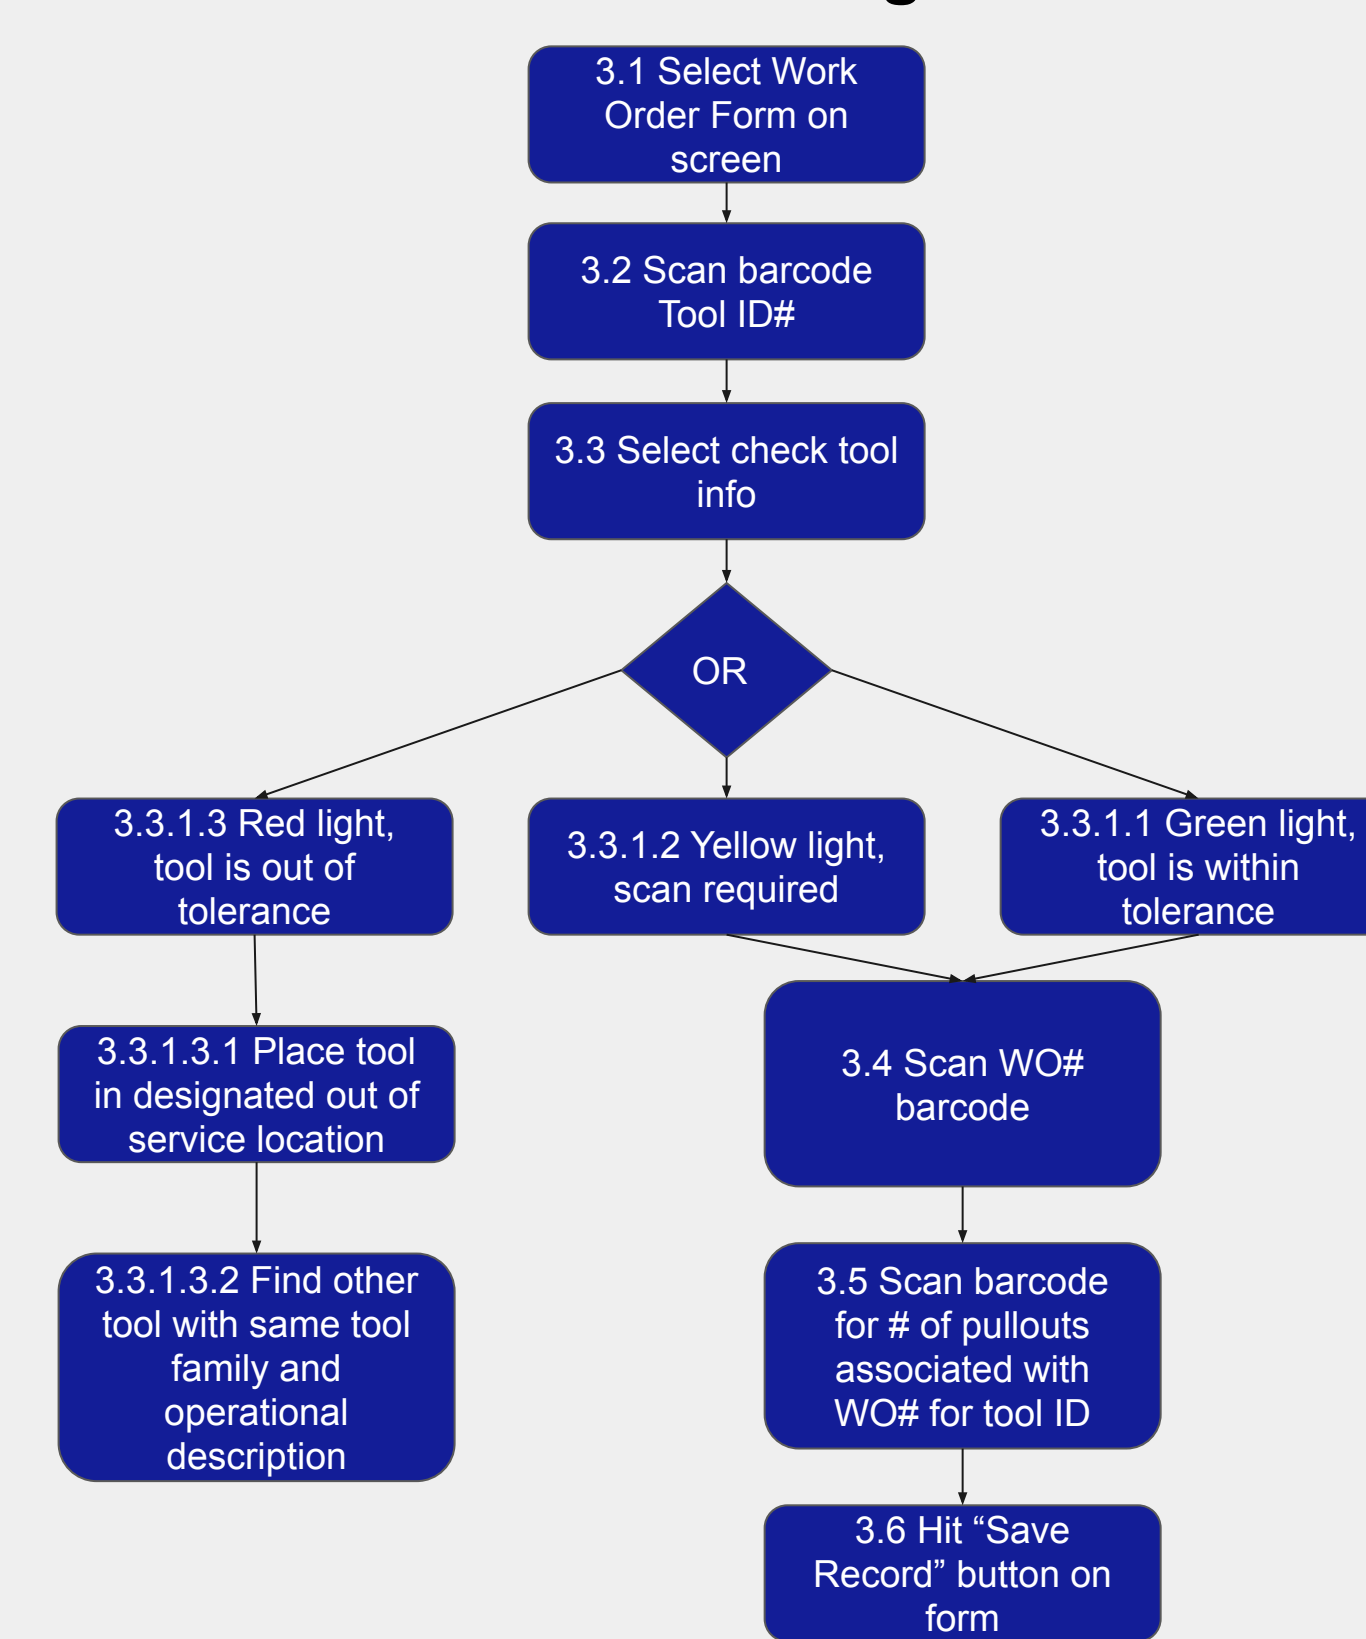 3.1 Select Work
Order Form on
screen
3.2 Scan barcode
Tool ID#
3.3 Select check tool
info
OR
3.3.1.3 Red light,
tool is out of
tolerance
3.3.1.2 Yellow light,
scan required
3.3.1.1 Green light,
tool is within
tolerance
3.3.1.3.1 Place tool
in designated out of
service location
3.4 Scan WO#
barcode
3.3.1.3.2 Find other
tool with same tool
family and
operational
description
3.5 Scan barcode
for # of pullouts
associated with
WO# for tool ID
3.6 Hit “Save
Record” button on
form